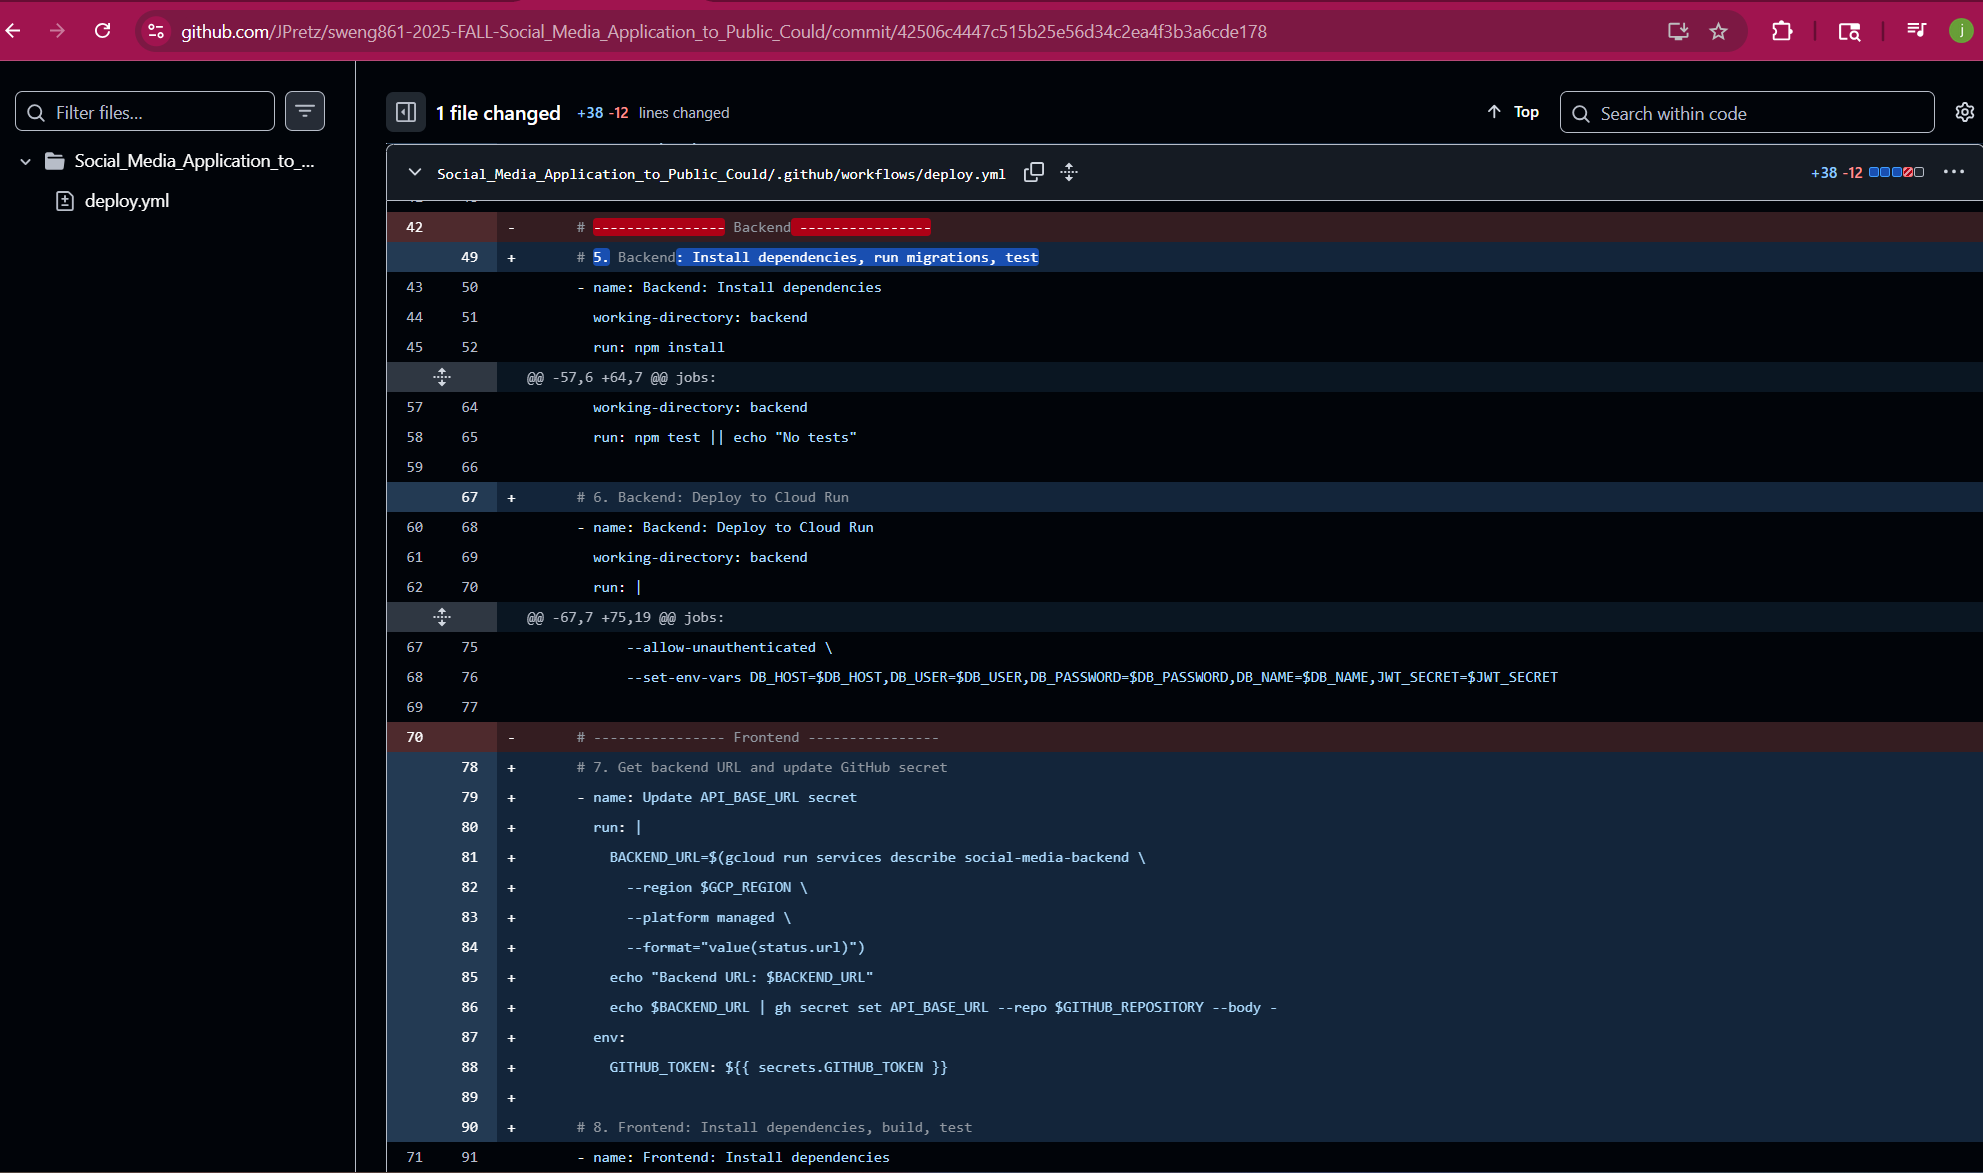 github.com/JPretz/sweng861-2025-FALL-Social_Media_Application_to_Public_Could/commit/42506c4447c515b25e56d34c2ea4f3b3a6cde178
j
Filter files...
Social_Media_Application_to_...
deploy.yml
1 file changed +38 -12 lines changed
Top
Search within code
Social_Media_Application_to_Public_Could/.github/workflows/deploy.yml
+38 -12
42 - # ---------------- Backend ----------------
49 + # 5. Backend: Install dependencies, run migrations, test
43 50 - name: Backend: Install dependencies
44 51 working-directory: backend
45 52 run: npm install
@@ -57,6 +64,7 @@ jobs:
57 64 working-directory: backend
58 65 run: npm test || echo "No tests"
59 66
67 + # 6. Backend: Deploy to Cloud Run
60 68 - name: Backend: Deploy to Cloud Run
61 69 working-directory: backend
62 70 run: |
@@ -67,7 +75,19 @@ jobs:
67 75 --allow-unauthenticated \
68 76 --set-env-vars DB_HOST=$DB_HOST,DB_USER=$DB_USER,DB_PASSWORD=$DB_PASSWORD,DB_NAME=$DB_NAME,JWT_SECRET=$JWT_SECRET
69 77
70 - # ---------------- Frontend ----------------
78 + # 7. Get backend URL and update GitHub secret
79 + - name: Update API_BASE_URL secret
80 + run: |
81 + BACKEND_URL=$(gcloud run services describe social-media-backend \
82 + --region $GCP_REGION \
83 + --platform managed \
84 + --format="value(status.url)")
85 + echo "Backend URL: $BACKEND_URL"
86 + echo $BACKEND_URL | gh secret set API_BASE_URL --repo $GITHUB_REPOSITORY --body -
87 + env:
88 + GITHUB_TOKEN: ${{ secrets.GITHUB_TOKEN }}
89 +
90 + # 8. Frontend: Install dependencies, build, test
71 91 - name: Frontend: Install dependencies